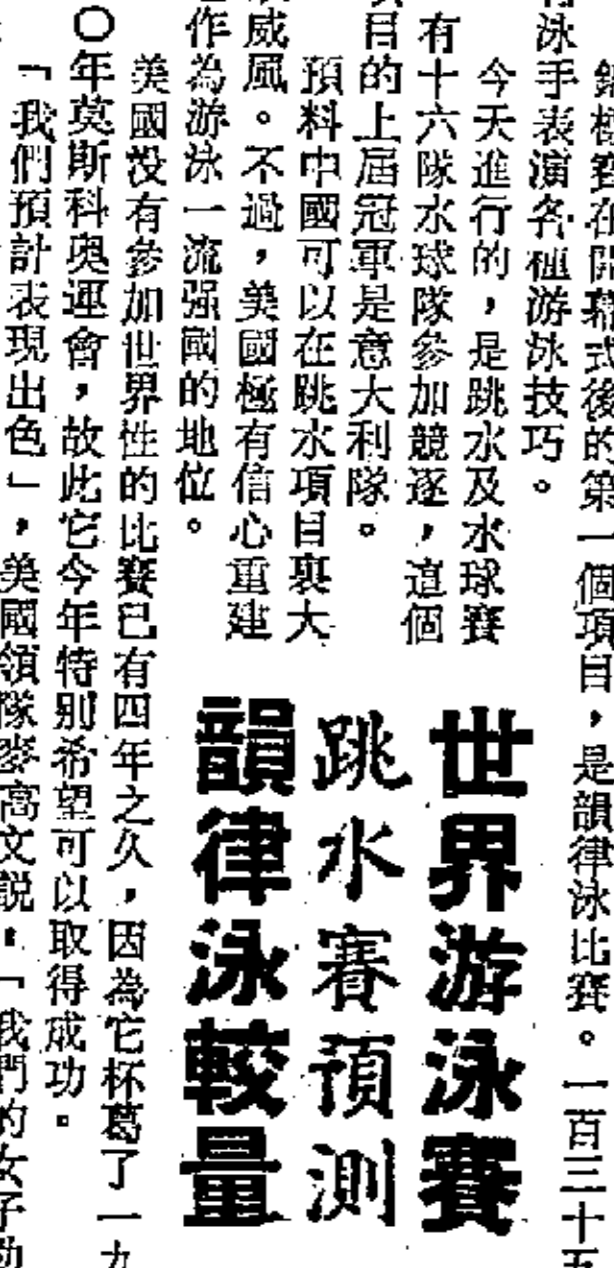 世界游泳賽
跳水賽預測
韻律泳較量
錦標賽在開幕式後的第一個項目，是韻律泳比賽。一百三十五
泳手表演各種游泳技巧。
今天進行的，是跳水及水球賽
有十六隊水球隊參加競逐，這個
目的上屆冠軍是意大利隊。
預料中國可以在跳水項目裏大
威風。不過，美國極有信心重建
作為游泳一流强國的地位。
美國沒有參加世界性的比賽已有四年之久，因為它杯葛了一九
〇年莫斯科奧運會，故此它今年特別希望可以取得成功。
「我們預計表現出色」，美國領隊麥高文説：「我們的女子